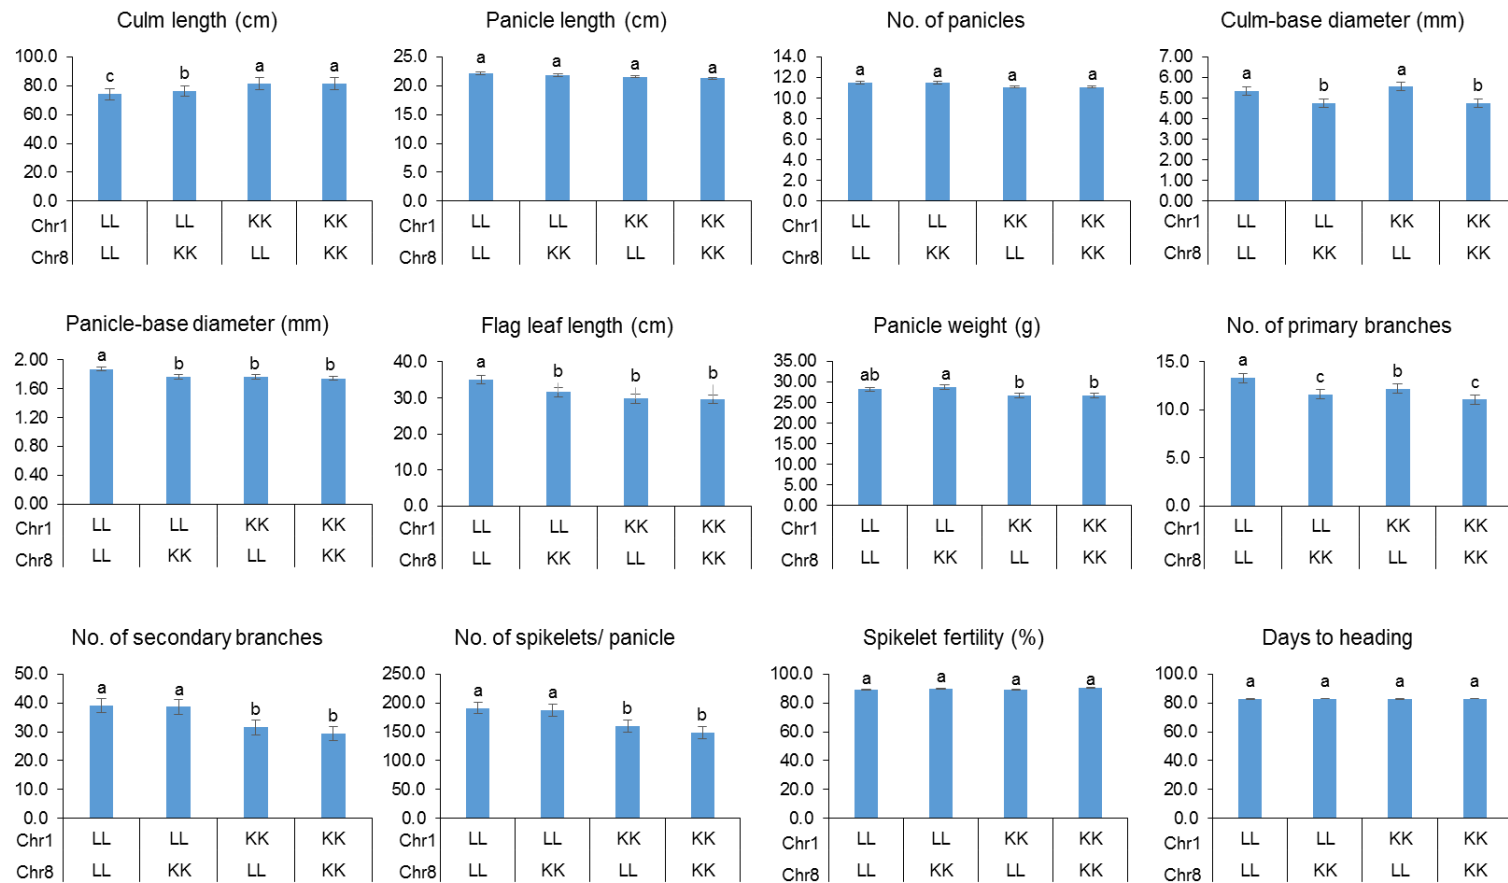 Culm length (cm)
100.0
80.0
60.0
40.0
20.0
0.0
c b a a
Chr1 LL LL KK KK
Chr8 LL KK LL KK
Panicle length (cm)
25.0
20.0
15.0
10.0
5.0
0.0
a a a a
Chr1 LL LL KK KK
Chr8 LL KK LL KK
No. of panicles
14.0
12.0
10.0
8.0
6.0
4.0
2.0
0.0
a a a a
Chr1 LL LL KK KK
Chr8 LL KK LL KK
Culm-base diameter (mm)
7.00
6.00
5.00
4.00
3.00
2.00
1.00
0.00
a b a b
Chr1 LL LL KK KK
Chr8 LL KK LL KK
Panicle-base diameter (mm)
2.00
1.60
1.20
0.80
0.40
0.00
a b b b
Chr1 LL LL KK KK
Chr8 LL KK LL KK
Flag leaf length (cm)
40.0
30.0
20.0
10.0
0.0
a b b b
Chr1 LL LL KK KK
Chr8 LL KK LL KK
Panicle weight (g)
35.00
30.00
25.00
20.00
15.00
10.00
5.00
0.00
ab a b b
Chr1 LL LL KK KK
Chr8 LL KK LL KK
No. of primary branches
15.0
10.0
5.0
0.0
a c b c
Chr1 LL LL KK KK
Chr8 LL KK LL KK
No. of secondary branches
50.0
40.0
30.0
20.0
10.0
0.0
a a b b
Chr1 LL LL KK KK
Chr8 LL KK LL KK
No. of spikelets/ panicle
250.0
200.0
150.0
100.0
50.0
0.0
a a b b
Chr1 LL LL KK KK
Chr8 LL KK LL KK
Spikelet fertility (%)
100.0
80.0
60.0
40.0
20.0
0.0
a a a a
Chr1 LL LL KK KK
Chr8 LL KK LL KK
Days to heading
100.0
80.0
60.0
40.0
20.0
0.0
a a a a
Chr1 LL LL KK KK
Chr8 LL KK LL KK